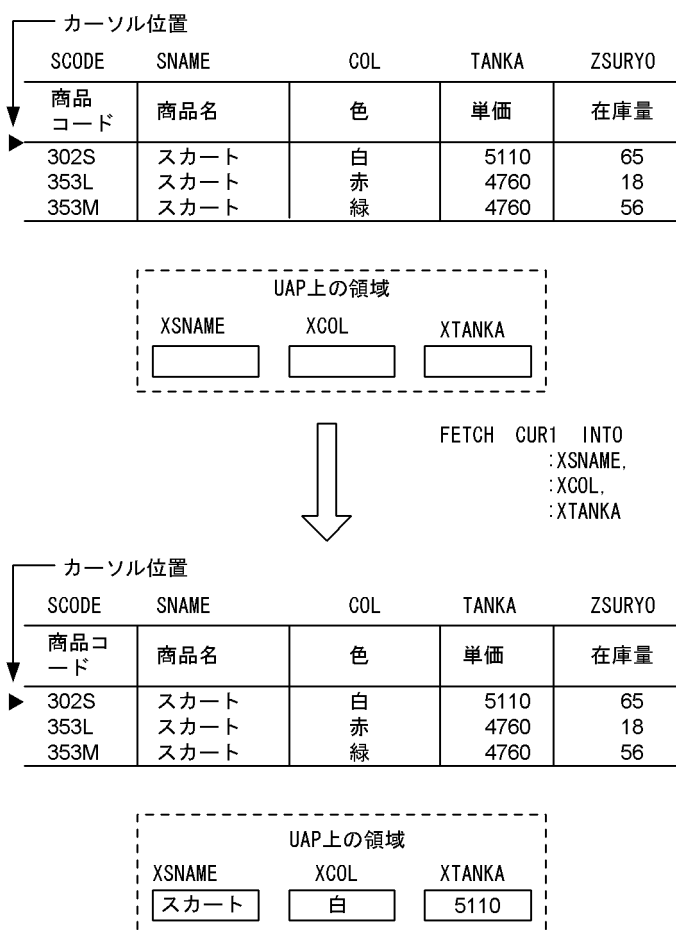 カーソル位置
SCODE SNAME COL TANKA ZSURYO
商品コード 商品名 色 単価 在庫量
302S スカート 白 5110 65
353L スカート 赤 4760 18
353M スカート 緑 4760 56
UAP上の領域
XSNAME XCOL XTANKA
FETCH CUR1 INTO
:XSNAME,
:XCOL,
:XTANKA
カーソル位置
SCODE SNAME COL TANKA ZSURYO
商品コード 商品名 色 単価 在庫量
302S スカート 白 5110 65
353L スカート 赤 4760 18
353M スカート 緑 4760 56
UAP上の領域
XSNAME XCOL XTANKA
スカート 白 5110